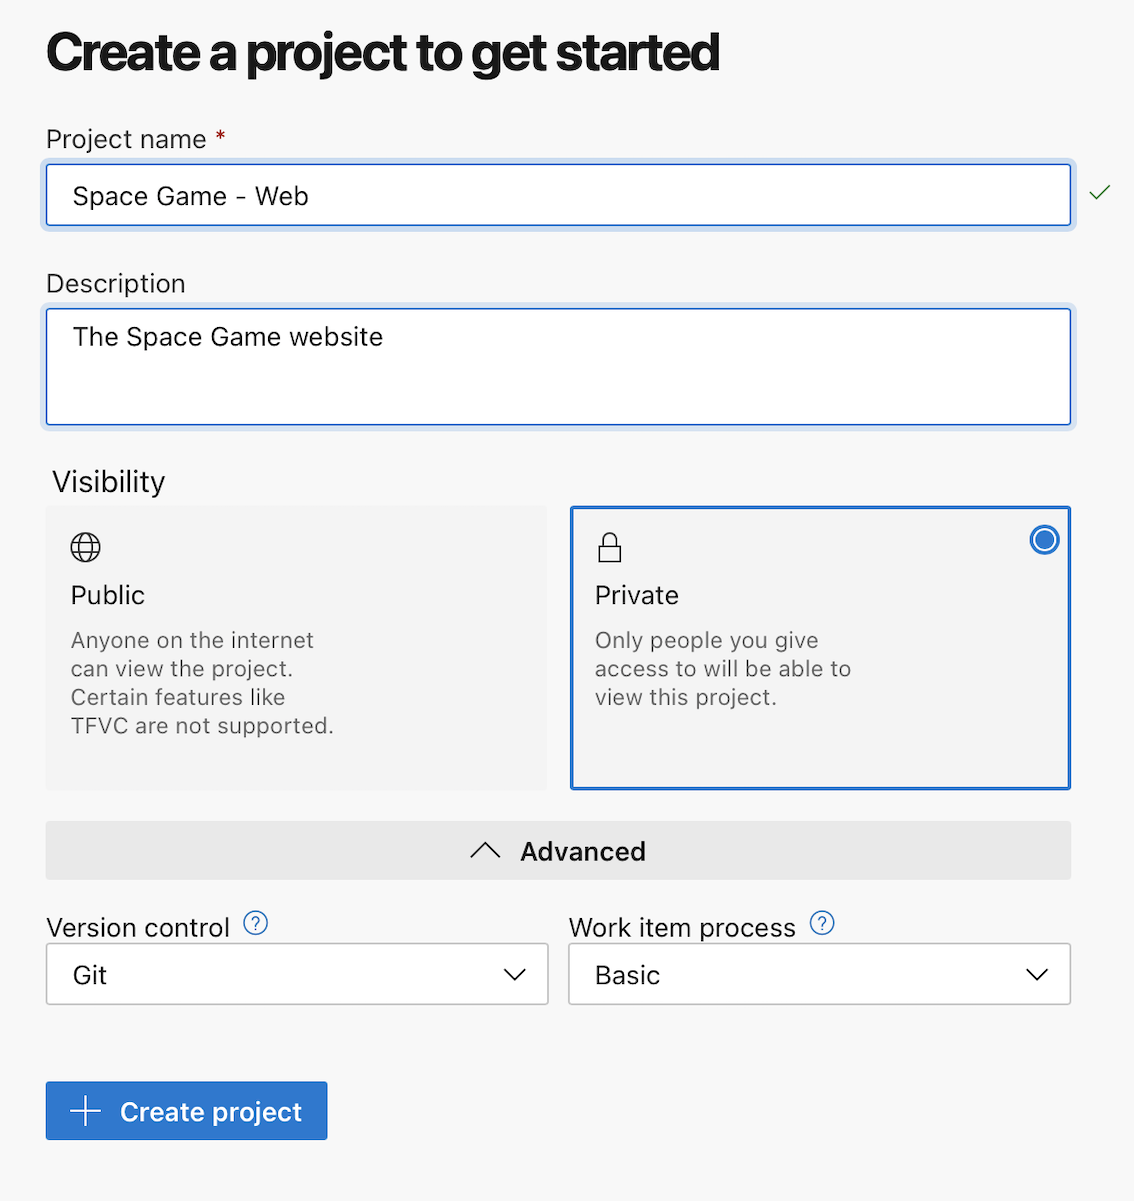 Create a project to get started
Project name *
Space Game - Web
Description
The Space Game website
Visibility
Public
Anyone on the internet
can view the project.
Certain features like
TFVC are not supported.
Private
Only people you give
access to will be able to
view this project.
Advanced
Version control ?
Git
Work item process ?
Basic
Create project